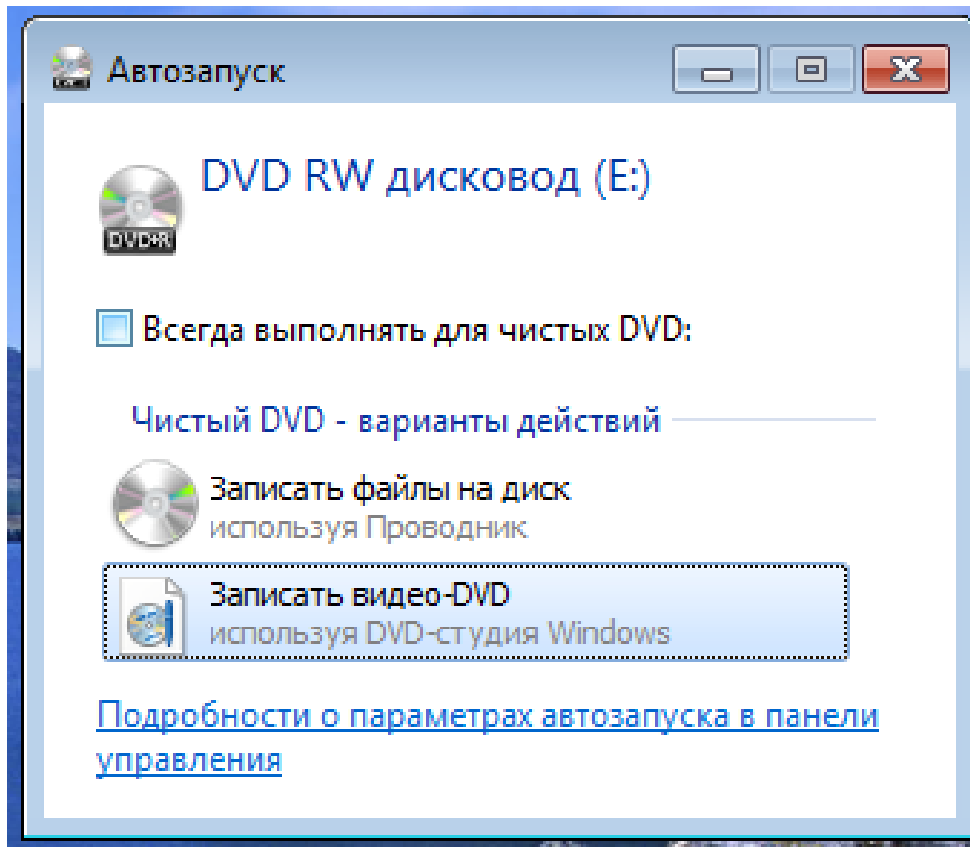 Автозапуск
DVD RW дисковод (E:)
DVD+R
Всегда выполнять для чистых DVD:
Чистый DVD - варианты действий
Записать файлы на диск
используя Проводник
Записать видео-DVD
используя DVD-студия Windows
Подробности о параметрах автозапуска в панели
управления